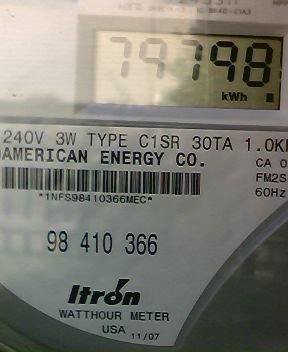 79798
kWh
240V 3W TYPE C1SR 30TA 1.0K
AMERICAN ENERGY CO.
CA 0
FM2S
60Hz
*1NFS98410366MEC*
98 410 366
Itron
WATTHOUR METER
USA 11/07